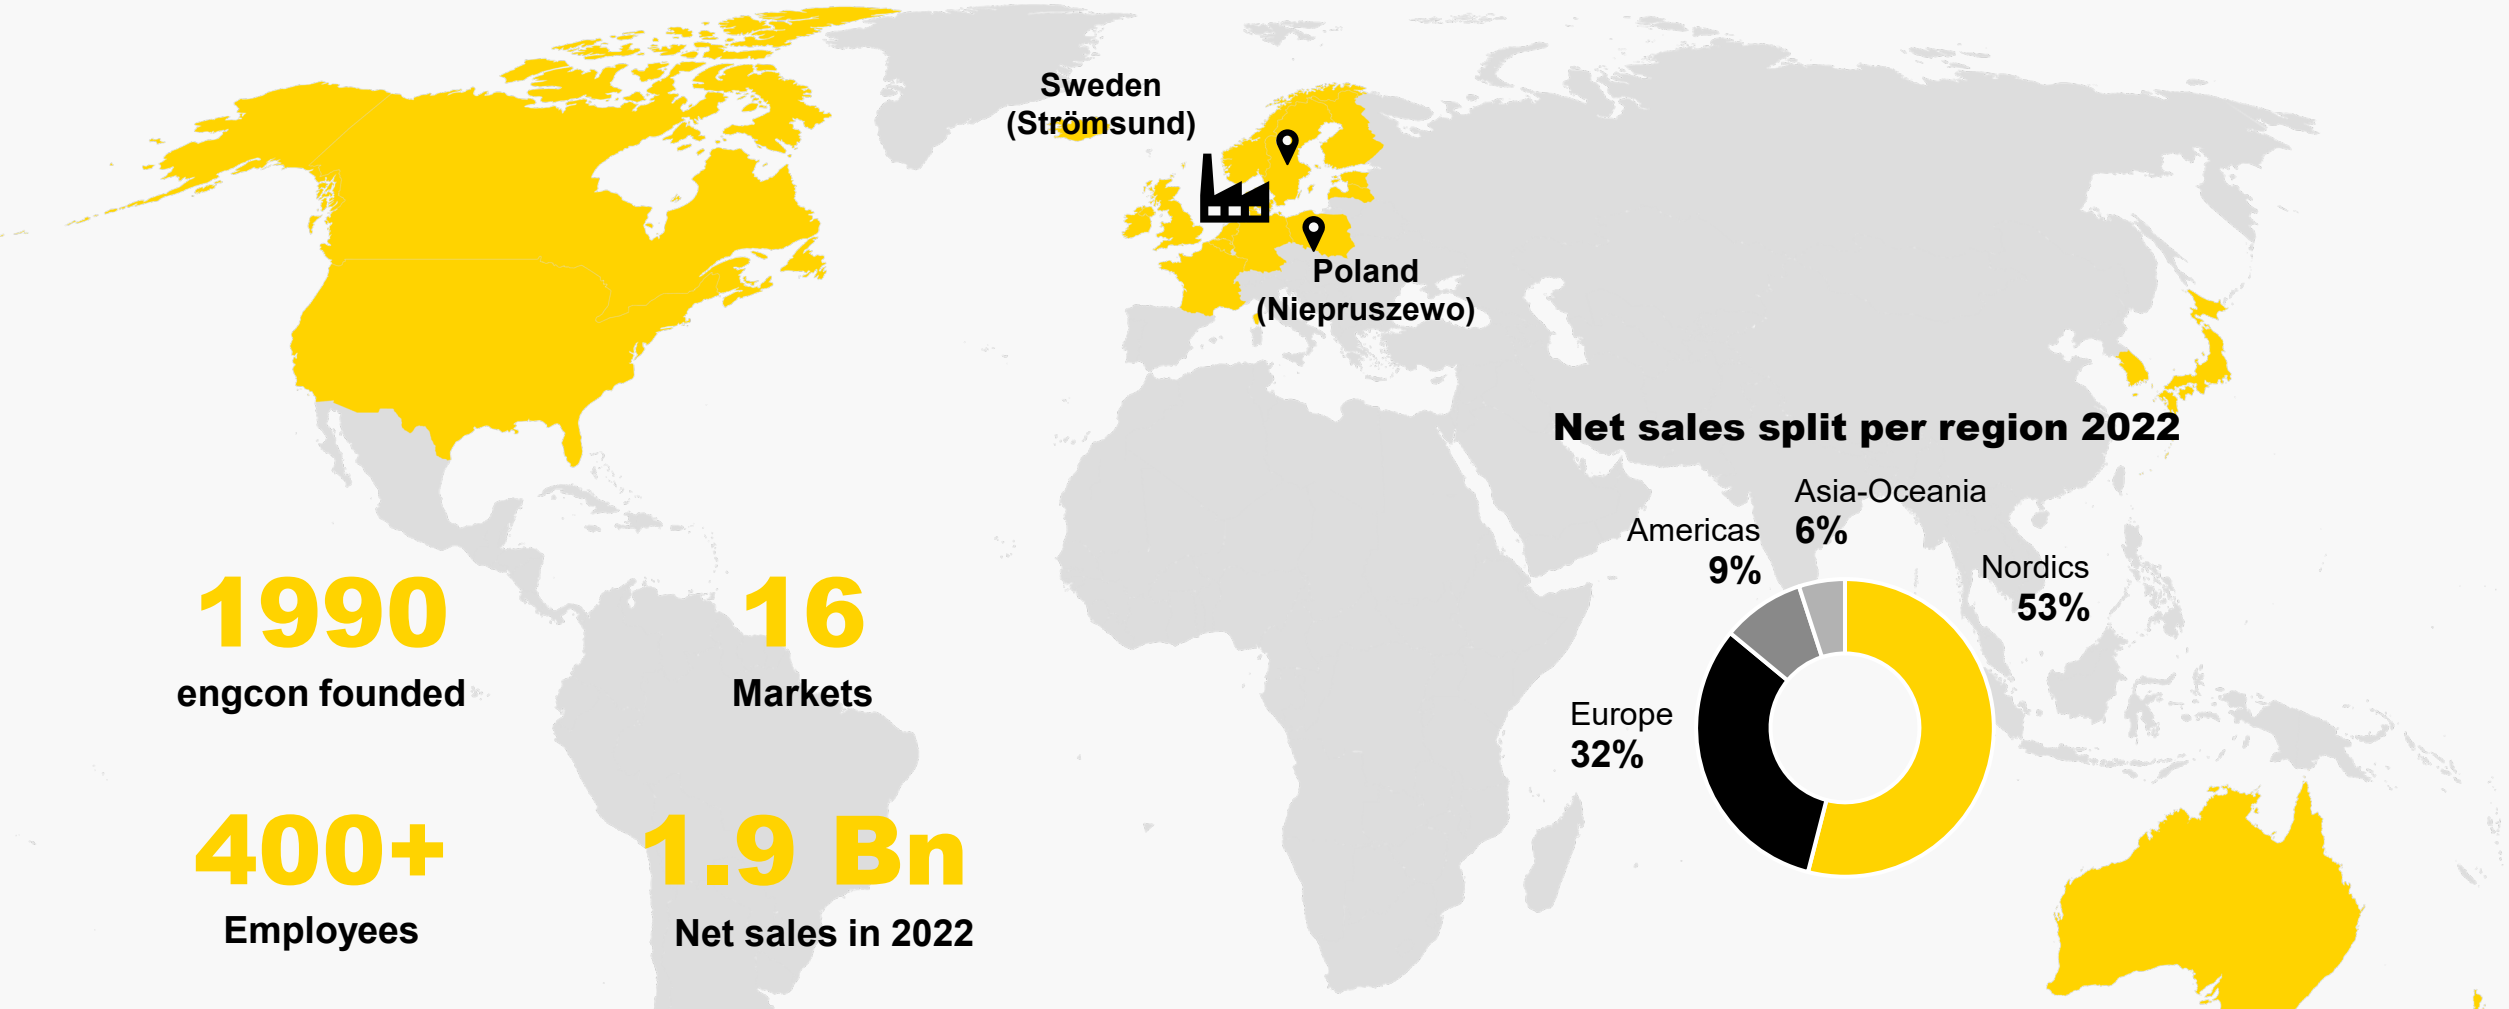 Sweden
(Strömsund)
Poland
(Niepruszewo)
Net sales split per region 2022
Asia-Oceania
6%
Americas
9%
Nordics
53%
Europe
32%
1990
engcon founded
16
Markets
400+
Employees
1.9 Bn
Net sales in 2022